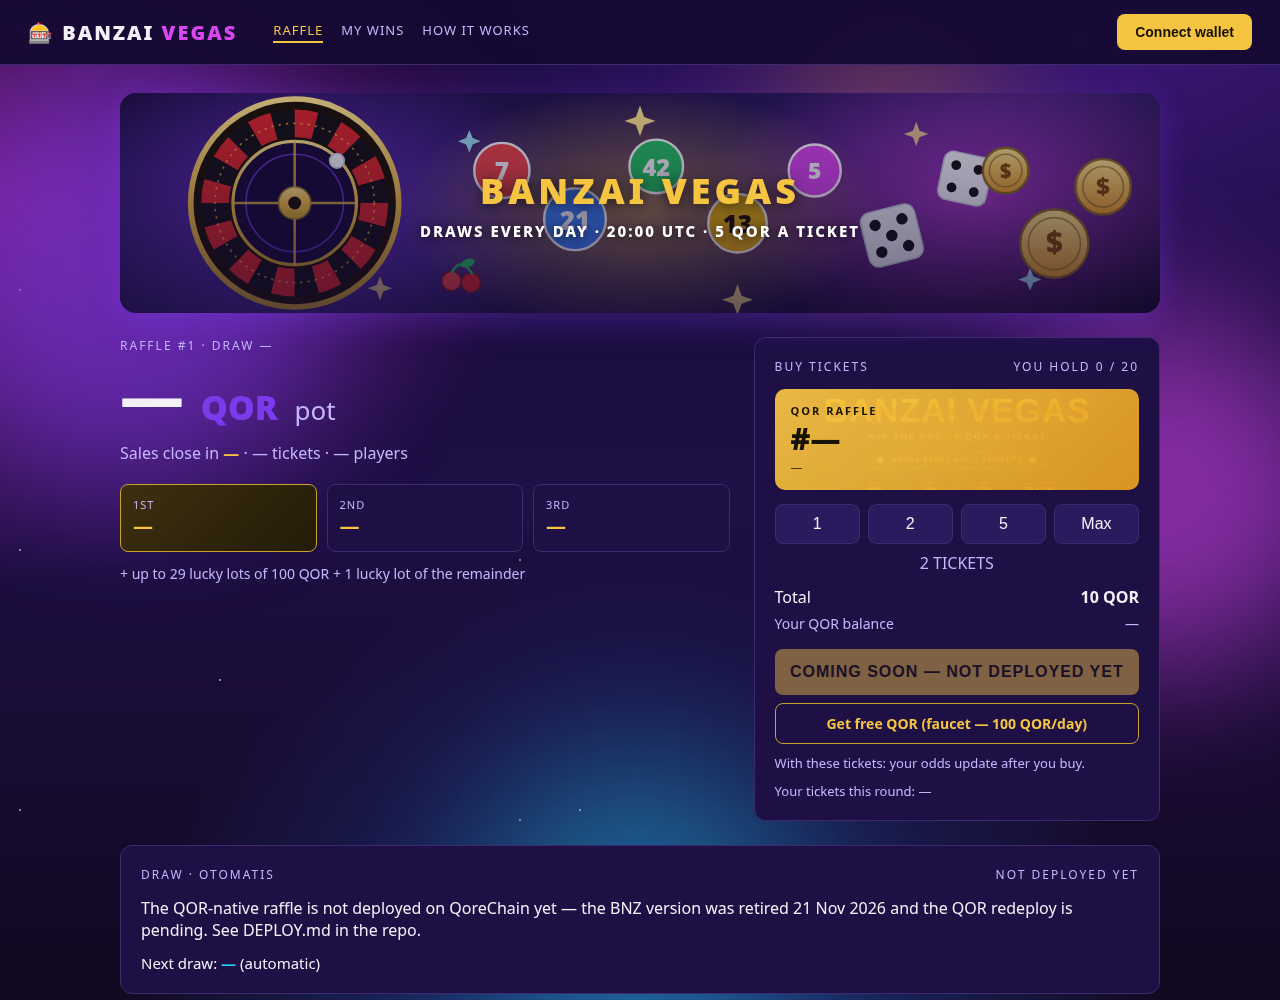 BANZAI VEGAS
RAFFLE
MY WINS
HOW IT WORKS
Connect wallet
7
42
5
21
13
$
$
$
BANZAI VEGAS
DRAWS EVERY DAY · 20:00 UTC · 5 QOR A TICKET
RAFFLE #1 · DRAW —
— QOR pot
Sales close in — · — tickets · — players
1ST
—
2ND
—
3RD
—
+ up to 29 lucky lots of 100 QOR + 1 lucky lot of the remainder
BUY TICKETS
YOU HOLD 0 / 20
BANZAI VEGAS
QOR RAFFLE
#—
—
1
2
5
Max
2 TICKETS
Total
10 QOR
Your QOR balance
—
COMING SOON — NOT DEPLOYED YET
Get free QOR (faucet — 100 QOR/day)
With these tickets: your odds update after you buy.
Your tickets this round: —
DRAW · OTOMATIS
NOT DEPLOYED YET
The QOR-native raffle is not deployed on QoreChain yet — the BNZ version was retired 21 Nov 2026 and the QOR redeploy is
pending. See DEPLOY.md in the repo.
Next draw: — (automatic)